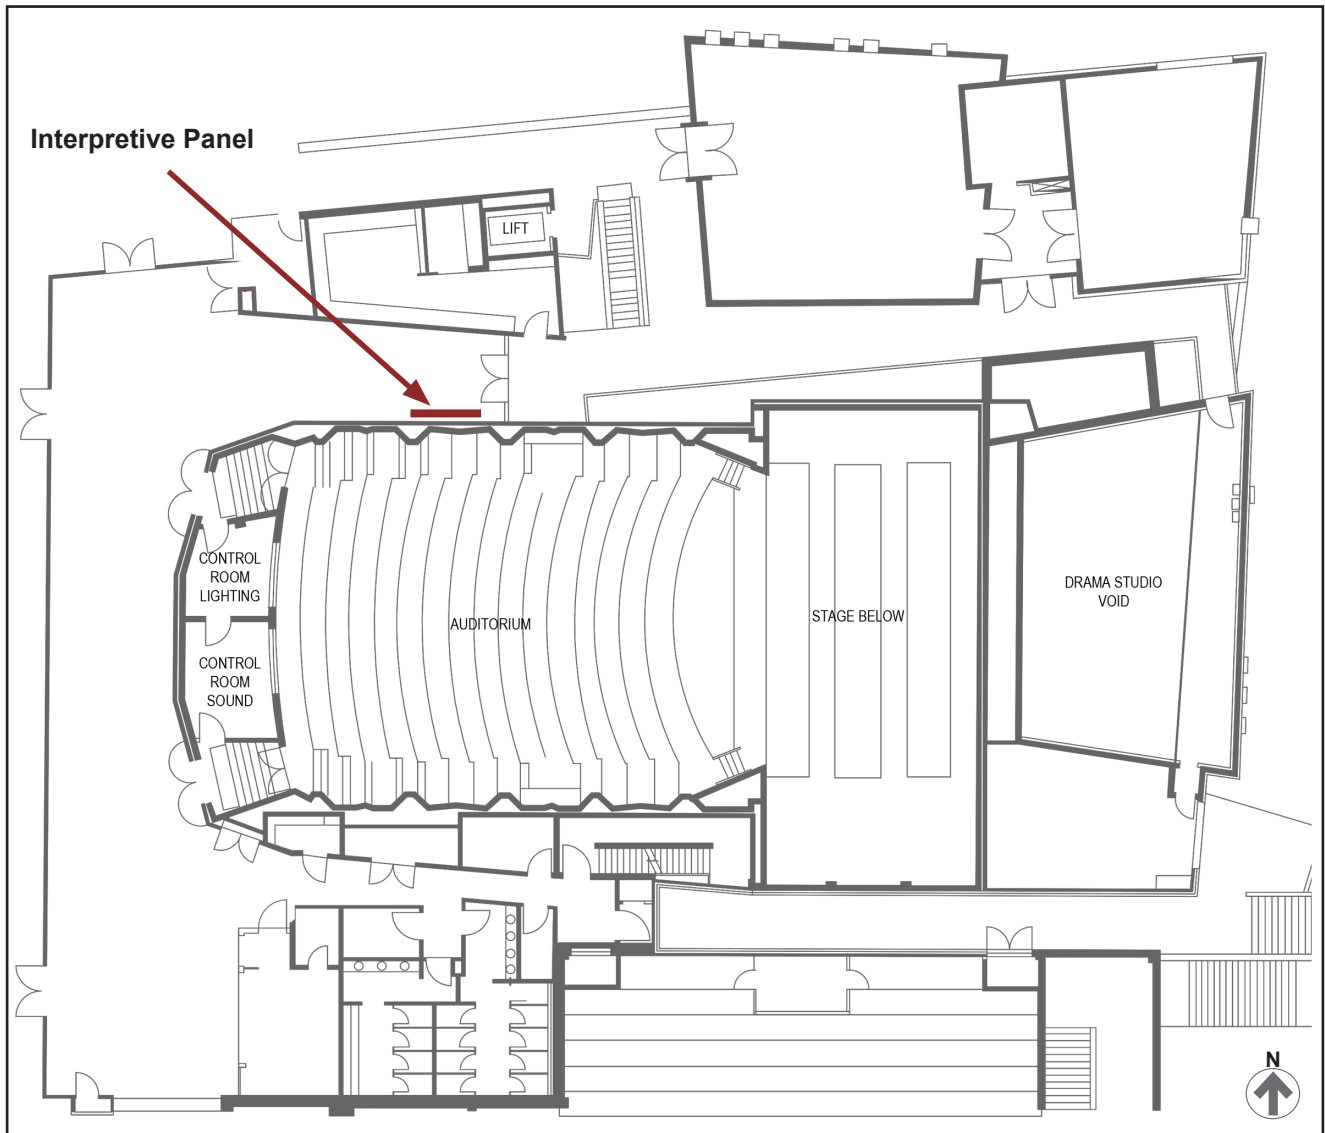 Interpretive Panel
LIFT
CONTROL
ROOM
LIGHTING
CONTROL
ROOM
SOUND
AUDITORIUM
STAGE BELOW
DRAMA STUDIO
VOID
N